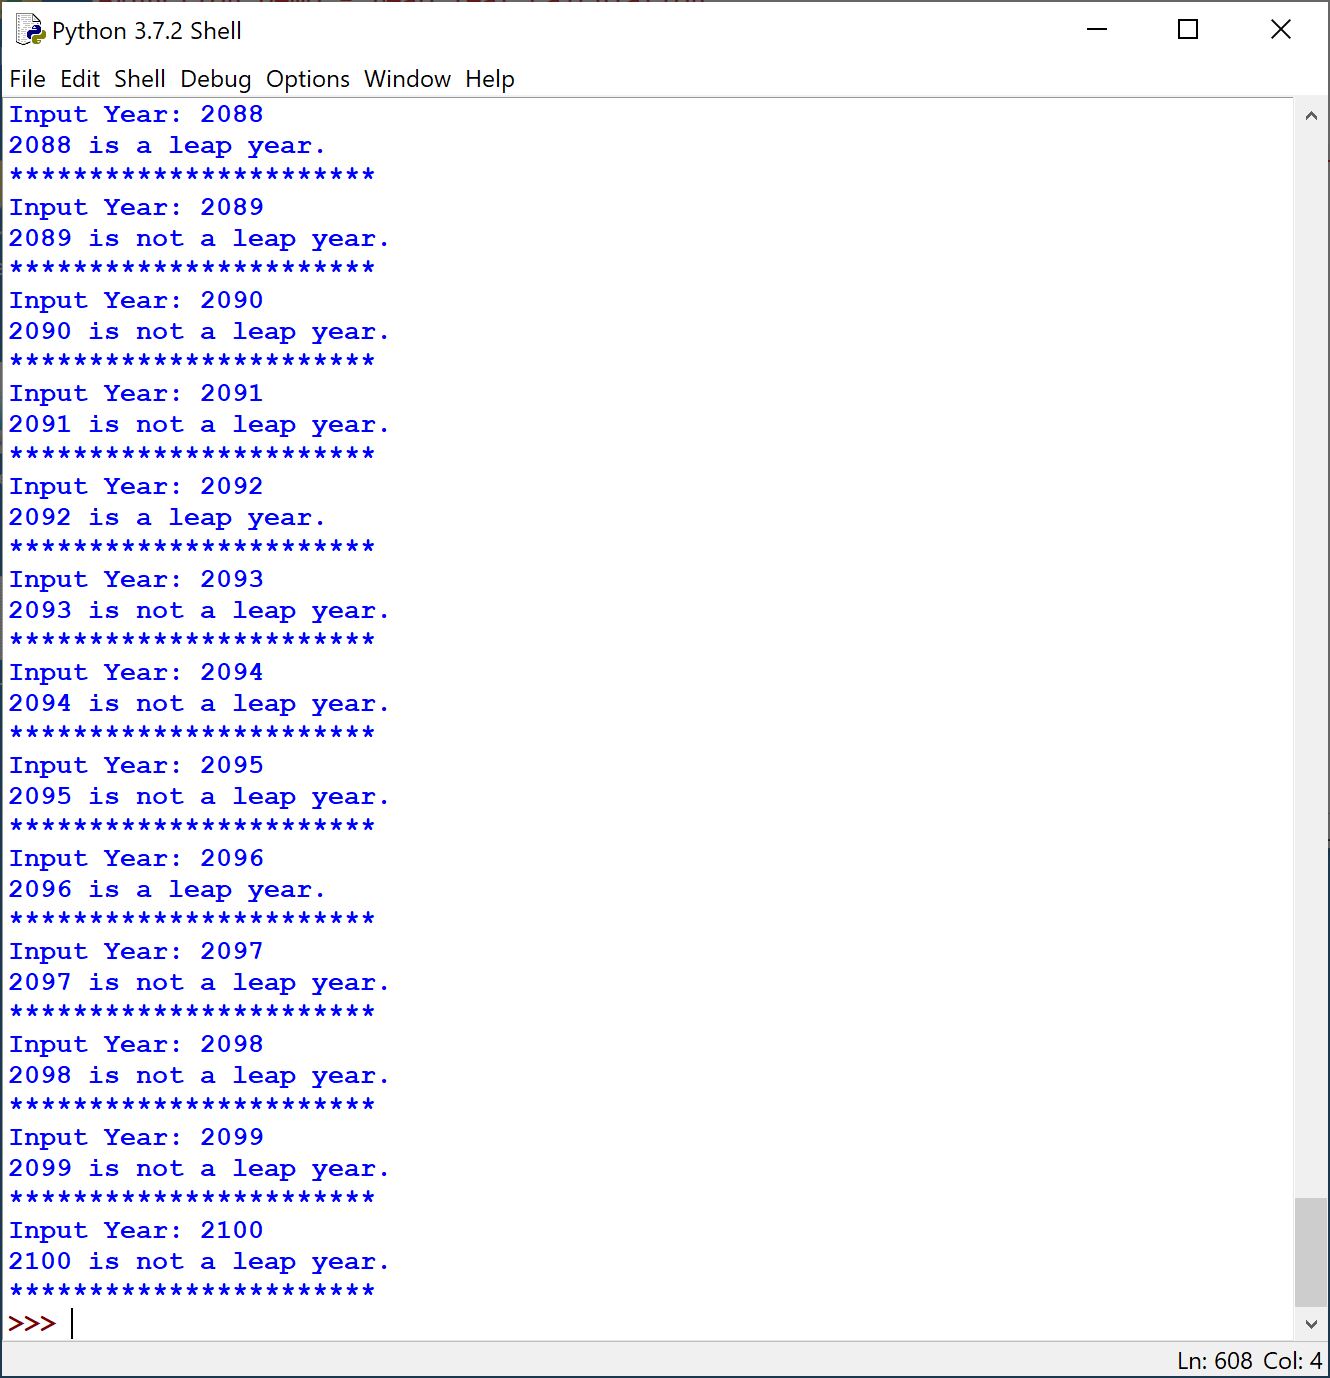 Python 3.7.2 Shell
File Edit Shell Debug Options Window Help
Input Year: 2088
2088 is a leap year.
***********************
Input Year: 2089
2089 is not a leap year.
***********************
Input Year: 2090
2090 is not a leap year.
***********************
Input Year: 2091
2091 is not a leap year.
***********************
Input Year: 2092
2092 is a leap year.
***********************
Input Year: 2093
2093 is not a leap year.
***********************
Input Year: 2094
2094 is not a leap year.
***********************
Input Year: 2095
2095 is not a leap year.
***********************
Input Year: 2096
2096 is a leap year.
***********************
Input Year: 2097
2097 is not a leap year.
***********************
Input Year: 2098
2098 is not a leap year.
***********************
Input Year: 2099
2099 is not a leap year.
***********************
Input Year: 2100
2100 is not a leap year.
***********************
>>>
Ln: 608 Col: 4